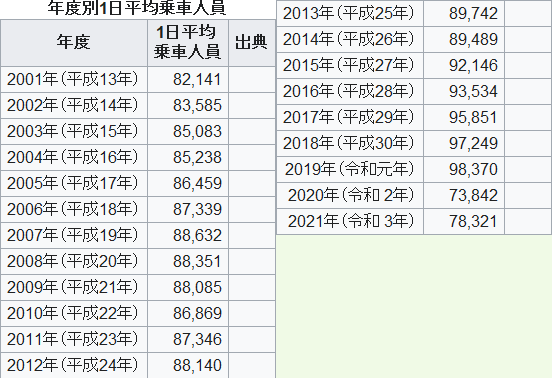 年度別1日平均乗車人員
年度 1日平均乗車人員 出典
2001年(平成13年) 82,141
2002年(平成14年) 83,585
2003年(平成15年) 85,083
2004年(平成16年) 85,238
2005年(平成17年) 86,459
2006年(平成18年) 87,339
2007年(平成19年) 88,632
2008年(平成20年) 88,351
2009年(平成21年) 88,085
2010年(平成22年) 86,869
2011年(平成23年) 87,346
2012年(平成24年) 88,140
2013年(平成25年) 89,742
2014年(平成26年) 89,489
2015年(平成27年) 92,146
2016年(平成28年) 93,534
2017年(平成29年) 95,851
2018年(平成30年) 97,249
2019年(令和元年) 98,370
2020年(令和 2年) 73,842
2021年(令和 3年) 78,321